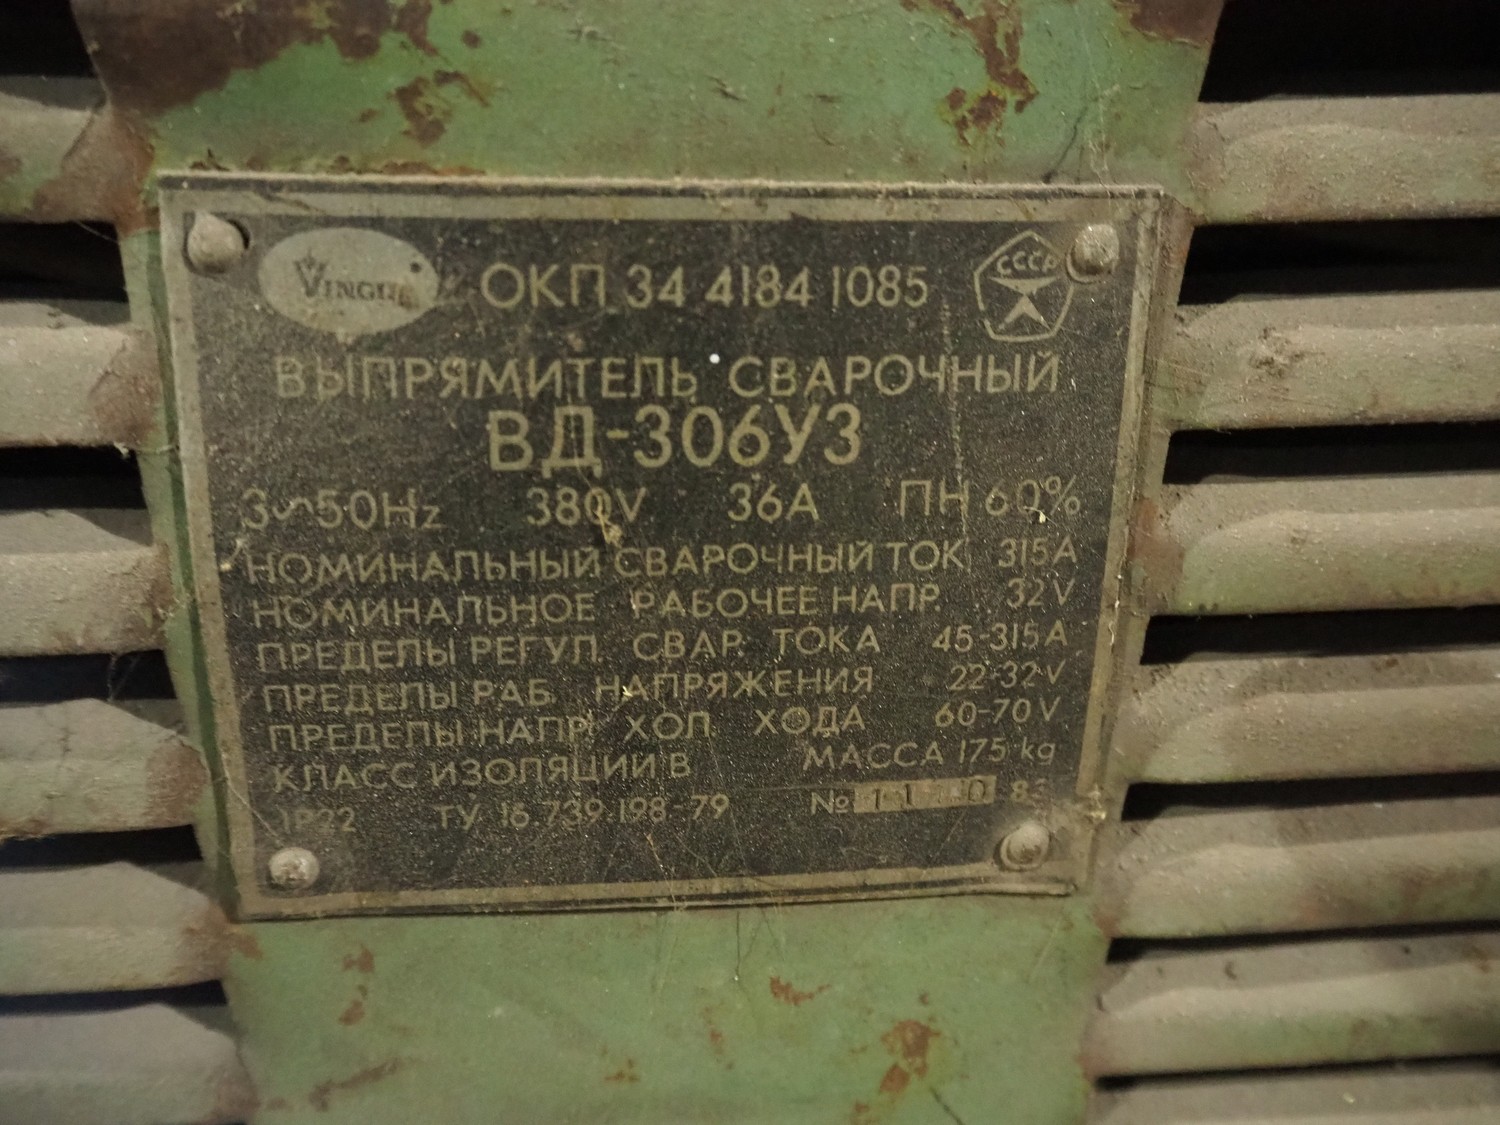 ОКП 34 4184 1085
СССР
ВЫПРЯМИТЕЛЬ СВАРОЧНЫЙ
ВД-306У3
3~50Hz 380V 36A ПН 60%
НОМИНАЛЬНЫЙ СВАРОЧНЫЙ ТОК 315A
НОМИНАЛЬНОЕ РАБОЧЕЕ НАПР. 32V
ПРЕДЕЛЫ РЕГУЛ. СВАР. ТОКА 45-315A
ПРЕДЕЛЫ РАБ. НАПРЯЖЕНИЯ 22-32V
ПРЕДЕЛЫ НАПР. ХОЛ. ХОДА 60-70V
КЛАСС ИЗОЛЯЦИИ В МАССА 175 kg
IP22 ТУ 16 739.198-79 №